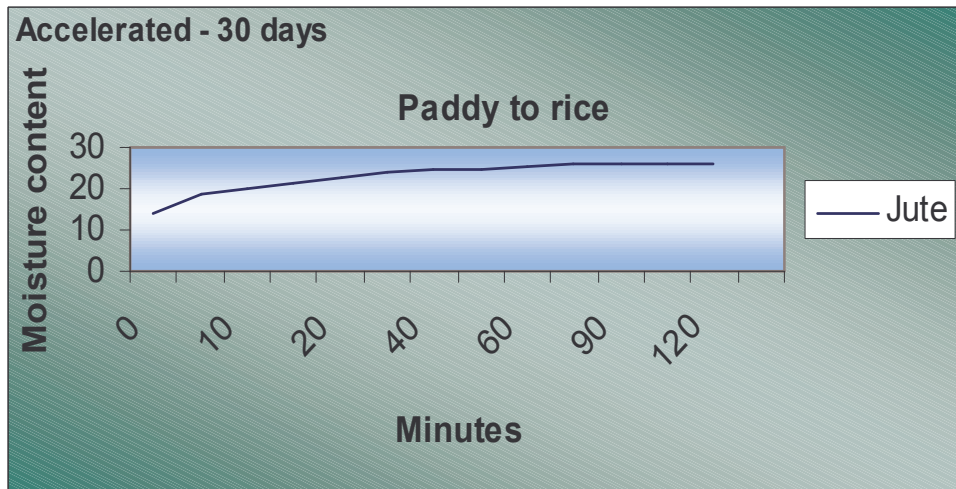 Accelerated - 30 days
Paddy to rice
Moisture content
30
20
10
0
Jute
0
10
20
40
60
90
120
Minutes